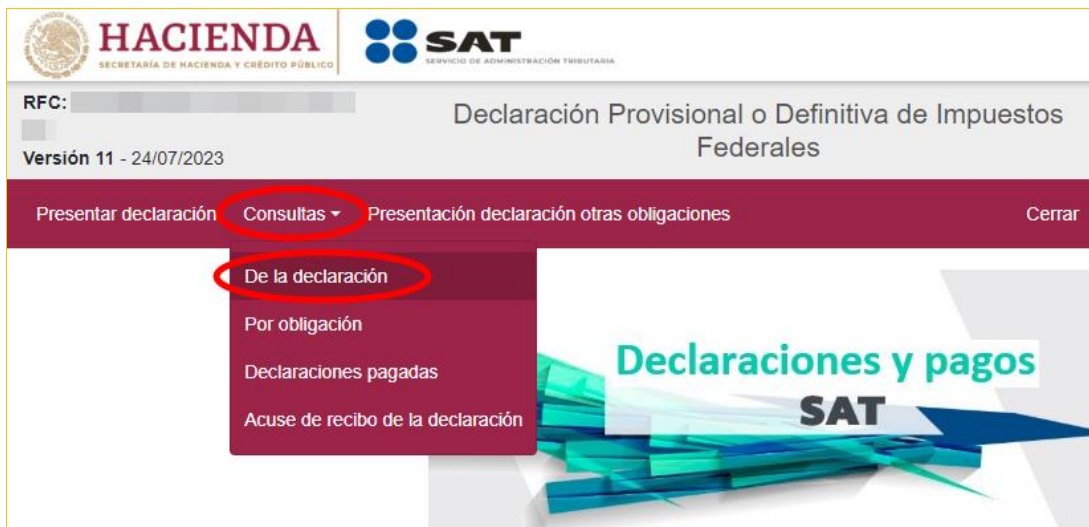 HACIENDA
SECRETARÍA DE HACIENDA Y CRÉDITO PÚBLICO
SAT
SERVICIO DE ADMINISTRACIÓN TRIBUTARIA
RFC:
Versión 11 - 24/07/2023
Declaración Provisional o Definitiva de Impuestos
Federales
Presentar declaración Consultas Presentación declaración otras obligaciones Cerrar
De la declaración
Por obligación
Declaraciones pagadas
Acuse de recibo de la declaración
Declaraciones y pagos
SAT